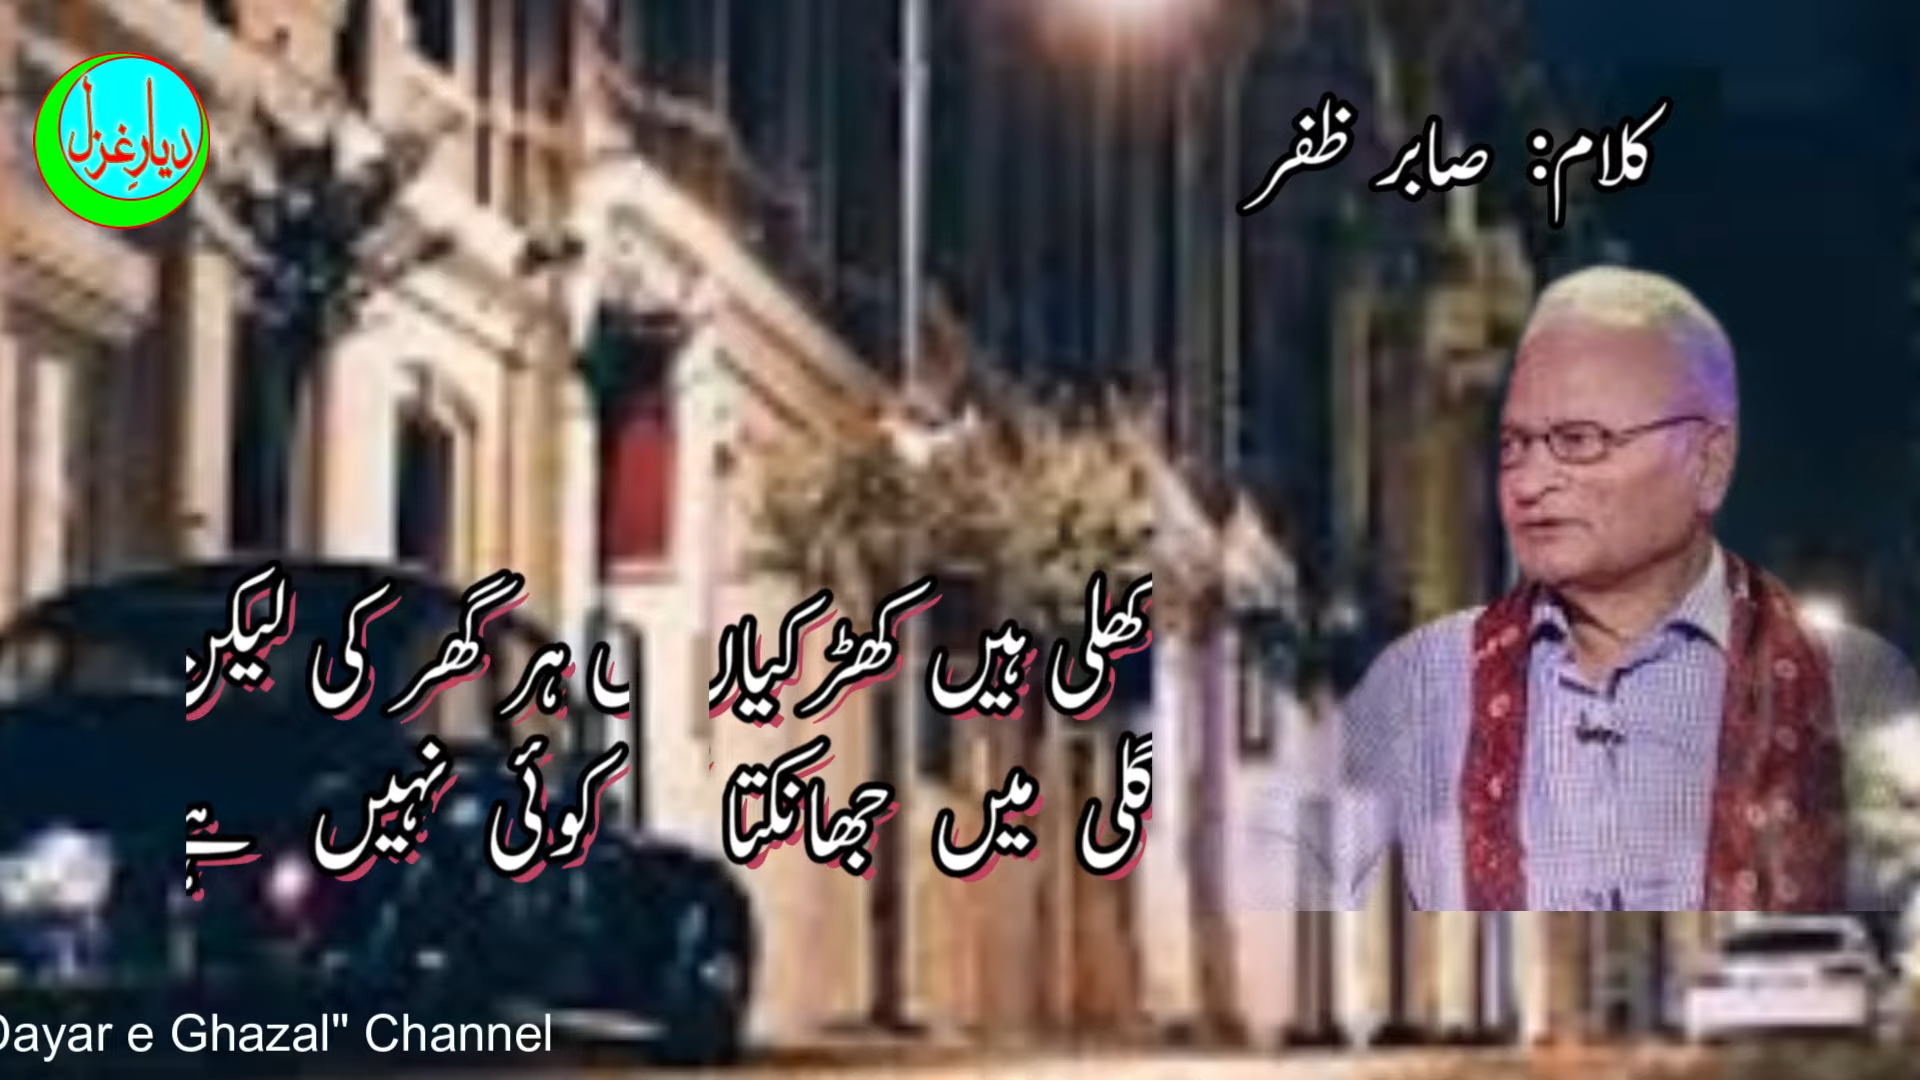 دیارِ غزل
کلام: صابر ظفر
کھلی ہیں کھڑکیاں ہر گھر کی لیکن
گلی میں جھانکتا کوئی نہیں ہے
Dayar e Ghazal" Channel